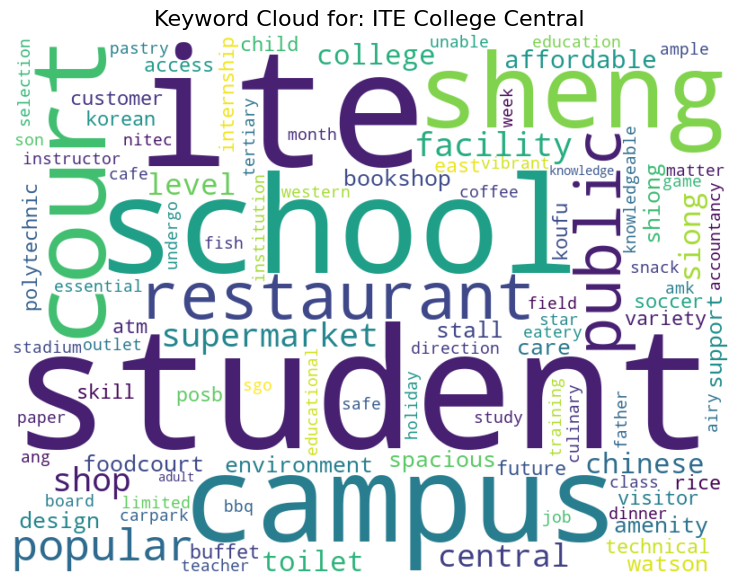 Keyword Cloud for: ITE College Central
selection
court
pastry
access
ite
internship
child
college
unable
education
ample
affordable
sheng
customer
korean
son
nitec
instructor
cafe
tertiary
month
week
facility
public
level
bookshop
east
vibrant
knowledge
knowledgeable
matter
game
polytechnic
undergo
school
fish
institution
western
coffee
koufu
shiong
siong
accountancy
essential
restaurant
snack
amk
soccer
field
star
variety
eatery
support
atm
supermarket
stall
care
stadium
outlet
direction
student
skill
posb
sgo
educational
safe
holiday
study
training
culinary
father
airy
paper
ang
shop
foodcourt
environment
spacious
future
chinese
adult
campus
class
rice
board
limited
carpark
bbq
visitor
design
job
dinner
amenity
popular
buffet
teacher
toilet
central
technical
watson